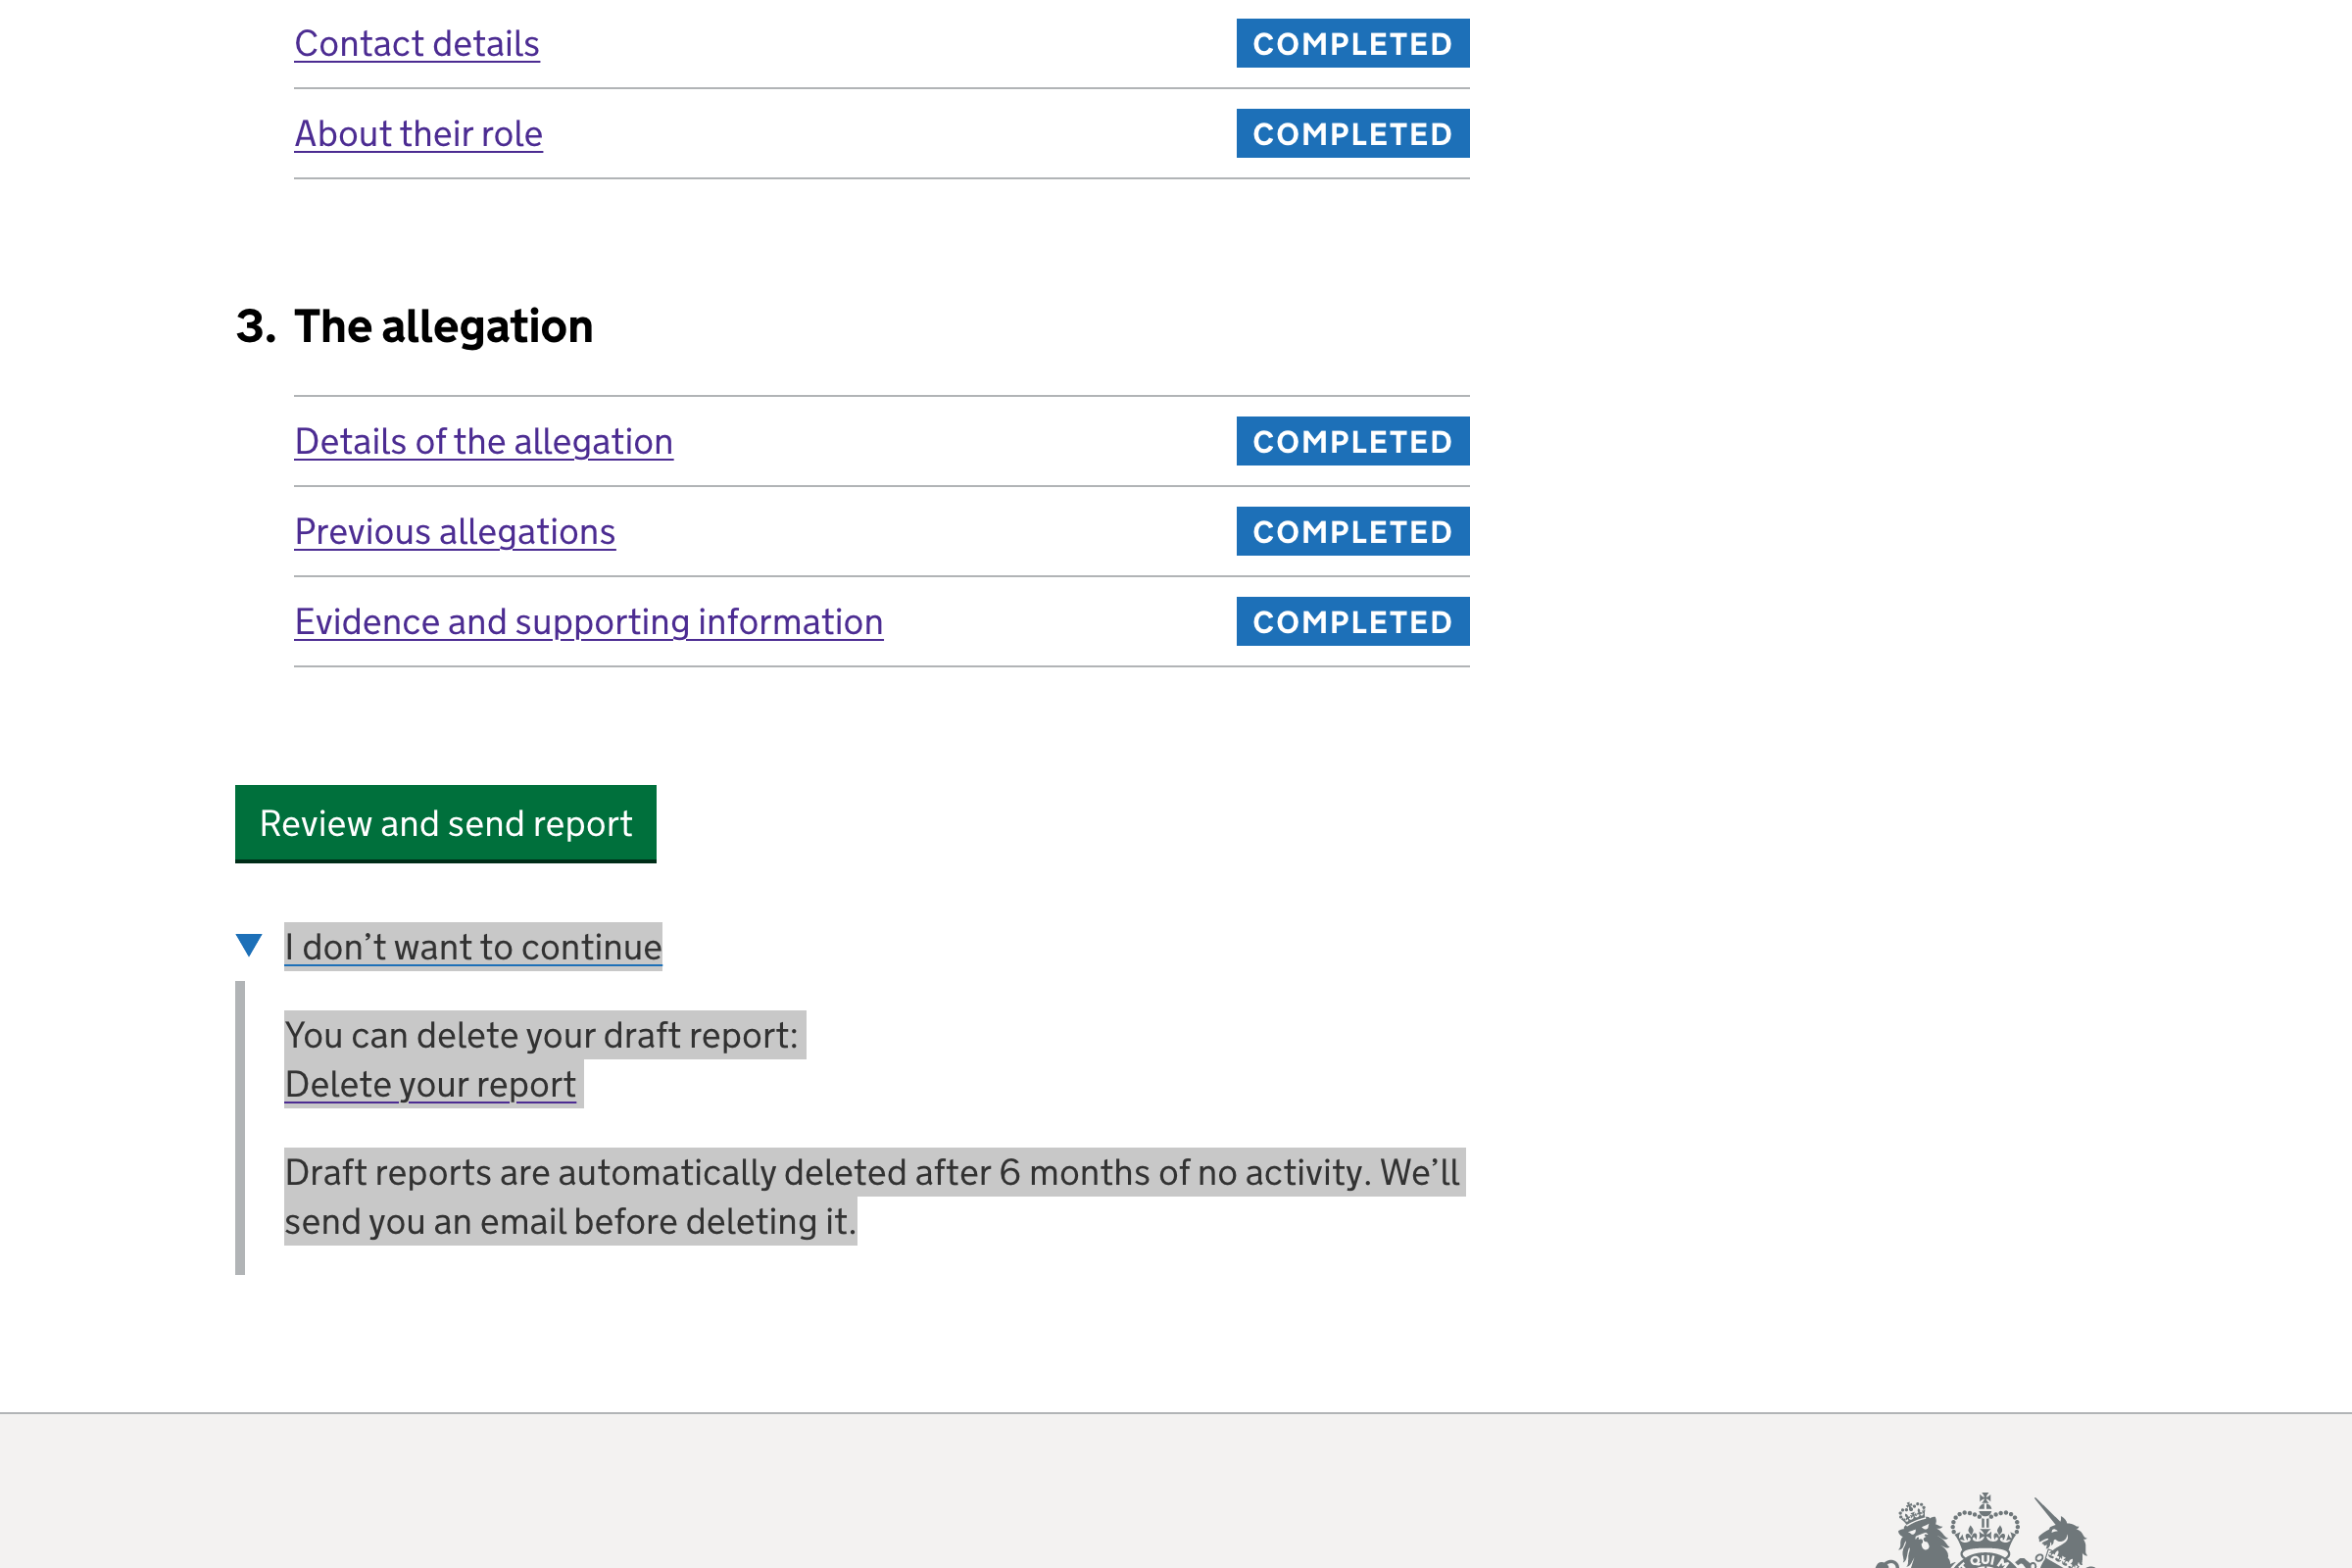 Contact details COMPLETED
About their role COMPLETED
3. The allegation
Details of the allegation COMPLETED
Previous allegations COMPLETED
Evidence and supporting information COMPLETED
Review and send report
I don’t want to continue
You can delete your draft report:
Delete your report
Draft reports are automatically deleted after 6 months of no activity. We’ll
send you an email before deleting it.
QUI M